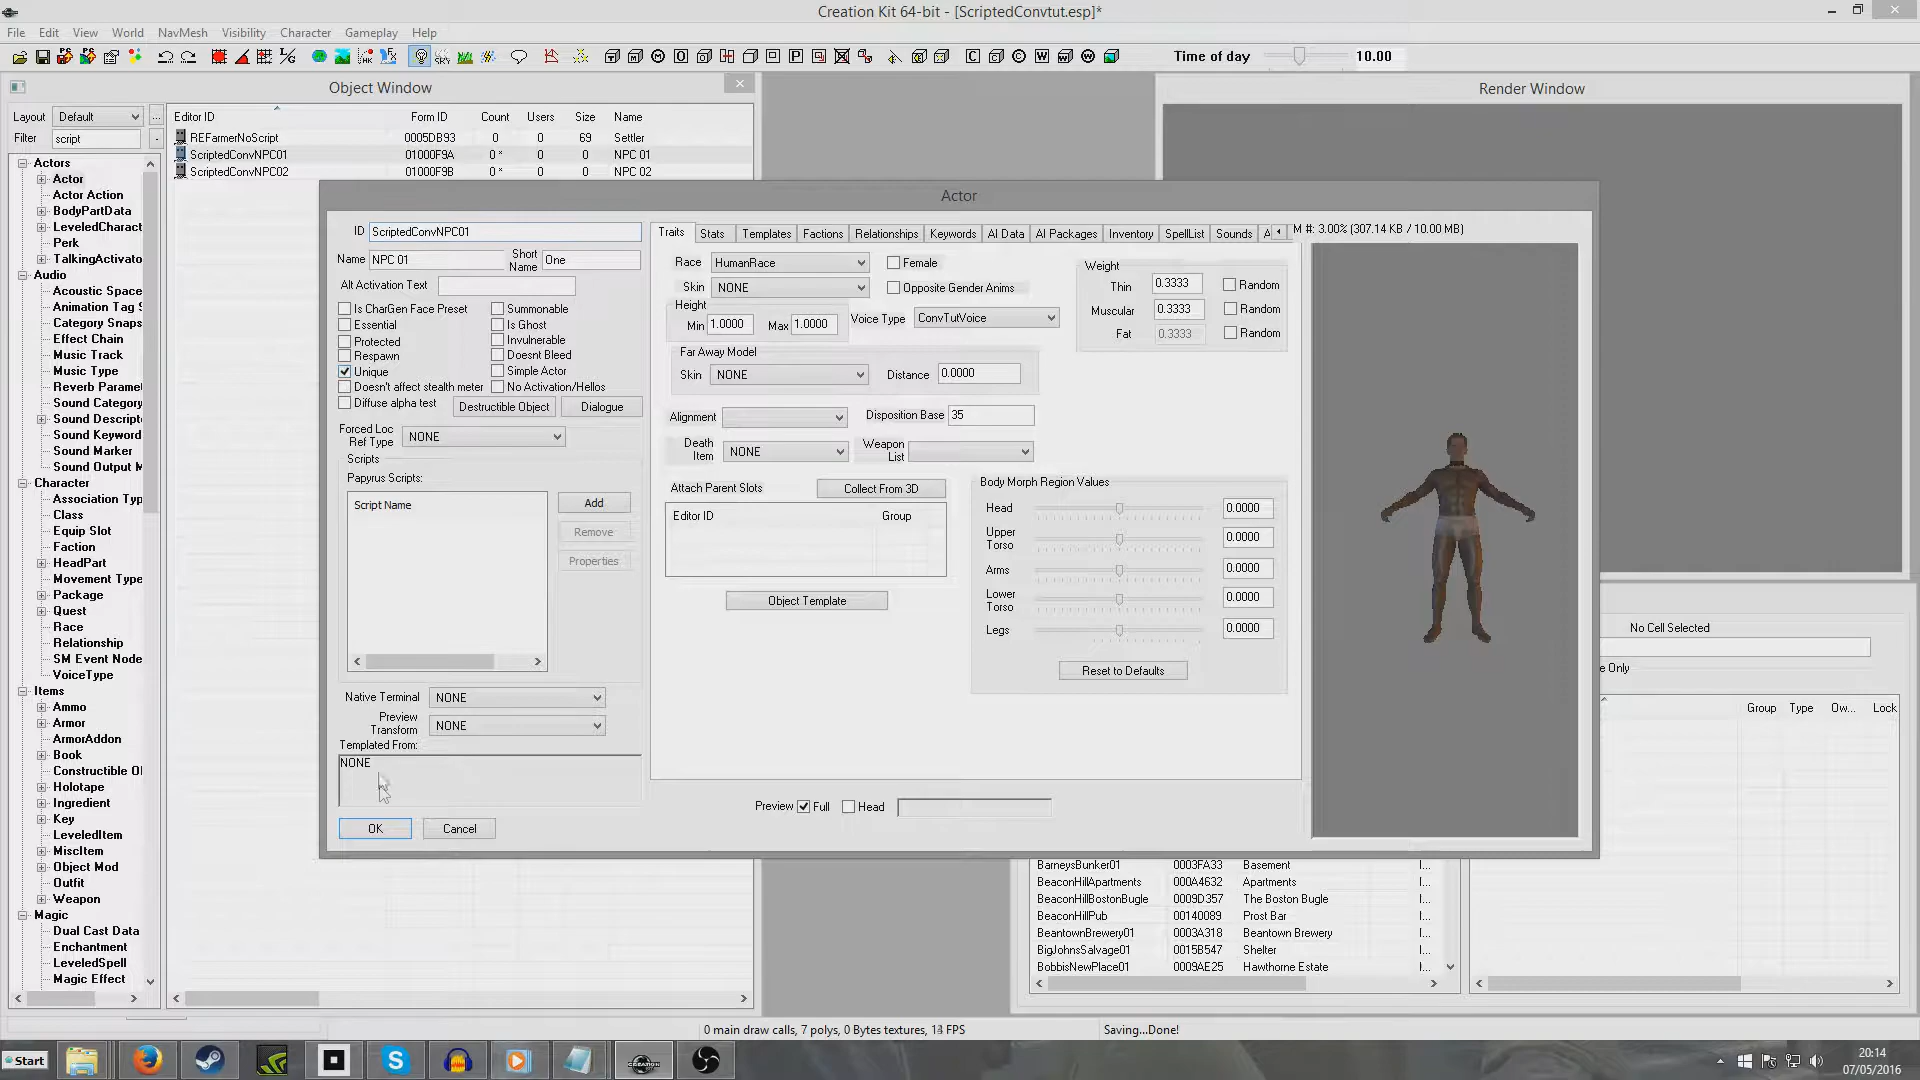 Creation Kit 64-bit - [ScriptedConvtut.esp]*
File Edit View World NavMesh Visibility Character Gameplay Help
Time of day 10.00
Object Window
Render Window
Layout Default ...
Filter script
Editor ID Form ID Count Users Size Name
REFarmerNoScript 0005DB93 0 0 69 Settler
ScriptedConvNPC01 01000F9A 0 * 0 0 NPC 01
ScriptedConvNPC02 01000F9B 0 * 0 0 NPC 02
Actors
Actor
Actor Action
BodyPartData
LeveledCharact
Perk
TalkingActivato
Audio
Acoustic Space
Animation Tag S
Category Snaps
Effect Chain
Music Track
Music Type
Reverb Parame
Sound Category
Sound Descript
Sound Keyword
Sound Marker
Sound Output M
Character
Association Typ
Class
Equip Slot
Faction
HeadPart
Movement Type
Package
Quest
Race
Relationship
SM Event Node
VoiceType
Items
Ammo
Armor
ArmorAddon
Book
Constructible Ol
Holotape
Ingredient
Key
LeveledItem
MiscItem
Object Mod
Outfit
Weapon
Magic
Dual Cast Data
Enchantment
LeveledSpell
Magic Effect
Actor
ID ScriptedConvNPC01
Name NPC 01 Short Name One
Alt Activation Text
Is CharGen Face Preset Summonable
Essential Is Ghost
Protected Invulnerable
Respawn Doesnt Bleed
Unique Simple Actor
Doesn't affect stealth meter No Activation/Hellos
Diffuse alpha test Destructible Object Dialogue
Forced Loc Ref Type NONE
Scripts
Papyrus Scripts:
Script Name
Add
Remove
Properties
Native Terminal NONE
Preview Transform NONE
Templated From:
NONE
OK Cancel
Traits Stats Templates Factions Relationships Keywords AI Data AI Packages Inventory SpellList Sounds A
M #: 3.00% (307.14 KB / 10.00 MB)
Race HumanRace Female
Skin NONE Opposite Gender Anims
Height
Min 1.0000 Max 1.0000 Voice Type ConvTutVoice
Weight
Thin 0.3333 Random
Muscular 0.3333 Random
Fat 0.3333 Random
Far Away Model
Skin NONE Distance 0.0000
Alignment Disposition Base 35
Death Item NONE Weapon List
Attach Parent Slots Collect From 3D
Editor ID Group
Object Template
Body Morph Region Values
Head 0.0000
Upper Torso 0.0000
Arms 0.0000
Lower Torso 0.0000
Legs 0.0000
Reset to Defaults
Preview Full Head
No Cell Selected
e Only
Group Type Ow... Lock
BarneysBunker01 0003FA33 Basement I...
BeaconHillApartments 000A4632 Apartments I...
BeaconHillBostonBugle 0009D357 The Boston Bugle I...
BeaconHillPub 00140089 Prost Bar I...
BeantownBrewery01 0003A318 Beantown Brewery I...
BigJohnsSalvage01 0015B547 Shelter I...
BobbisNewPlace01 0009AE25 Hawthorne Estate I...
0 main draw calls, 7 polys, 0 Bytes textures, FPS
Saving...Done!
Start
20:14
07/05/2016